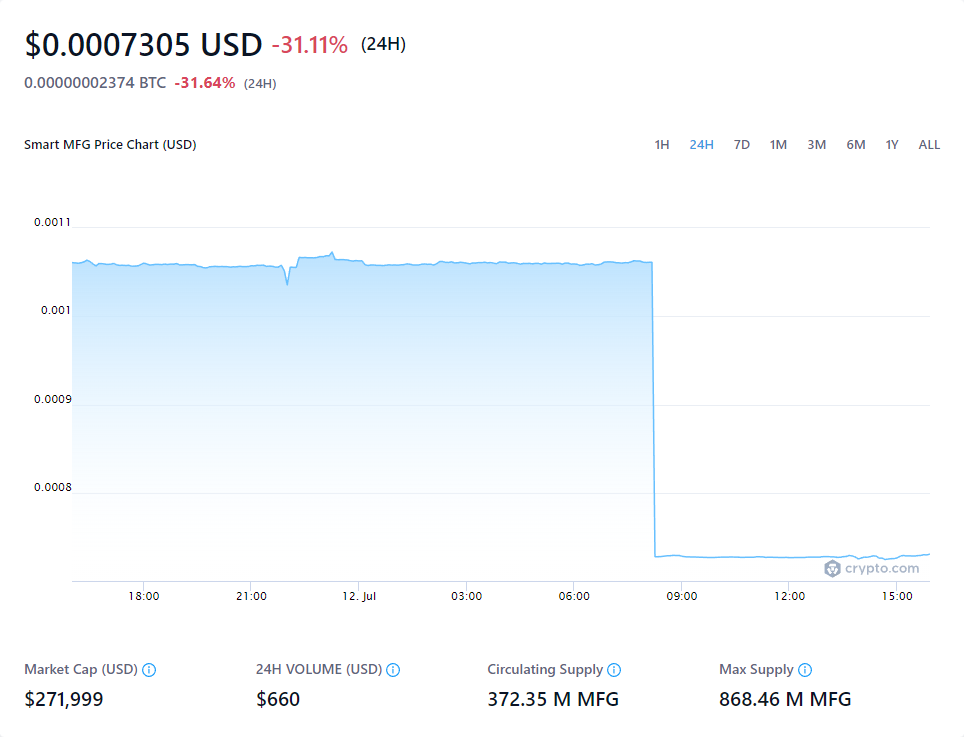 $0.0007305 USD -31.11% (24H)
0.00000002374 BTC -31.64% (24H)
Smart MFG Price Chart (USD) 1H 24H 7D 1M 3M 6M 1Y ALL
0.0011
0.001
0.0009
0.0008
crypto.com
18:00 21:00 12. Jul 03:00 06:00 09:00 12:00 15:00
Market Cap (USD) 24H VOLUME (USD) Circulating Supply Max Supply
$271,999 $660 372.35 M MFG 868.46 M MFG